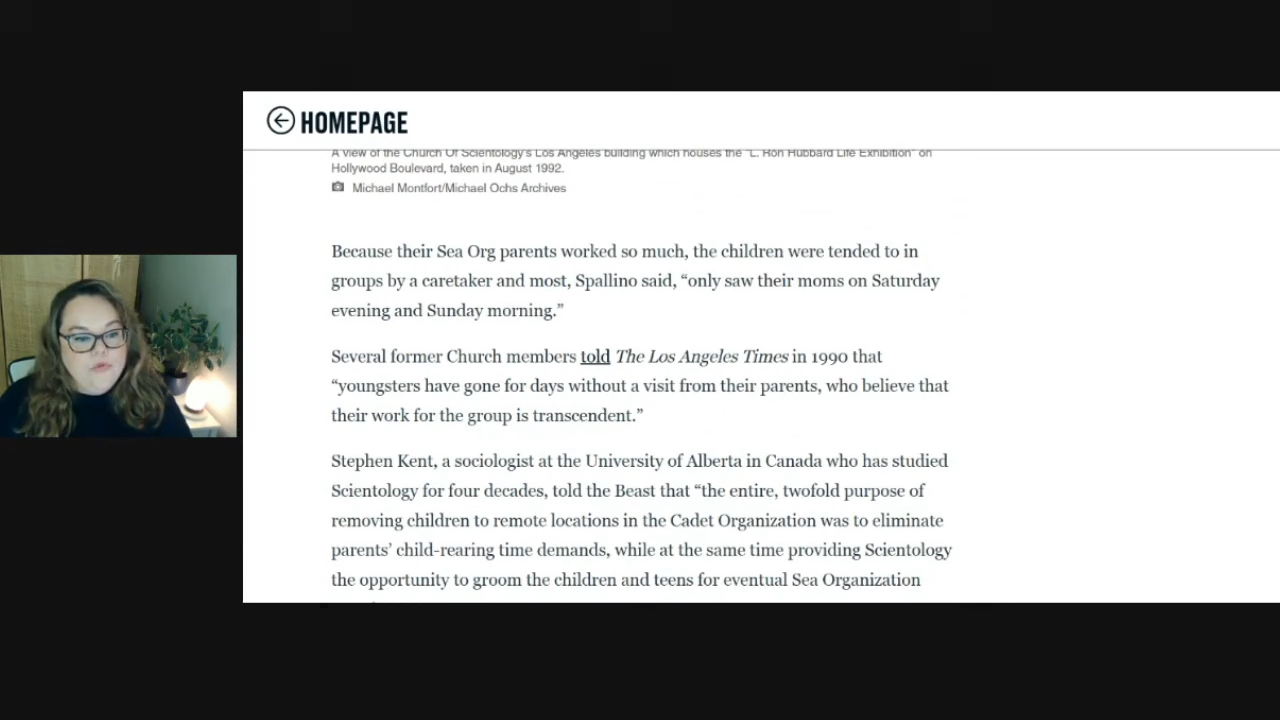 HOMEPAGE
A view of the Church Of Scientology's Los Angeles building which houses the "L. Ron Hubbard Life Exhibition" on
Hollywood Boulevard, taken in August 1992.
Michael Montfort/Michael Ochs Archives
Because their Sea Org parents worked so much, the children were tended to in
groups by a caretaker and most, Spallino said, “only saw their moms on Saturday
evening and Sunday morning.”
Several former Church members told The Los Angeles Times in 1990 that
“youngsters have gone for days without a visit from their parents, who believe that
their work for the group is transcendent.”
Stephen Kent, a sociologist at the University of Alberta in Canada who has studied
Scientology for four decades, told the Beast that “the entire, twofold purpose of
removing children to remote locations in the Cadet Organization was to eliminate
parents’ child-rearing time demands, while at the same time providing Scientology
the opportunity to groom the children and teens for eventual Sea Organization